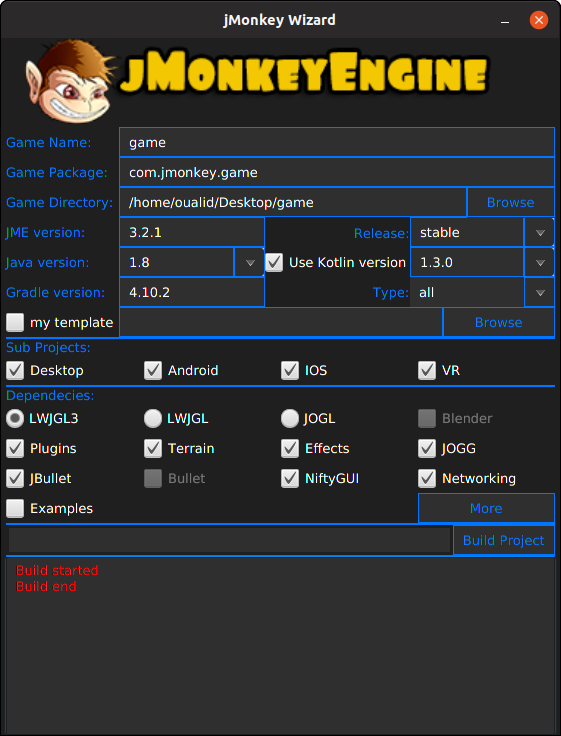 jMonkey Wizard
jMonkeyEngine
Game Name: game
Game Package: com.jmonkey.game
Game Directory: /home/oualid/Desktop/game Browse
JME version: 3.2.1 Release: stable
Java version: 1.8 Use Kotlin version 1.3.0
Gradle version: 4.10.2 Type: all
my template Browse
Sub Projects:
Desktop Android IOS VR
Dependecies:
LWJGL3 LWJGL JOGL Blender
Plugins Terrain Effects JOGG
JBullet Bullet NiftyGUI Networking
Examples More
Build Project
Build started
Build end